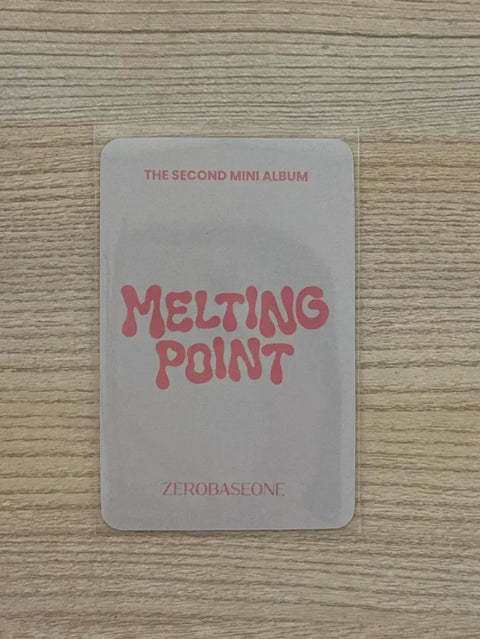 THE SECOND MINI ALBUM
MELTING
POINT
ZEROBASEONE